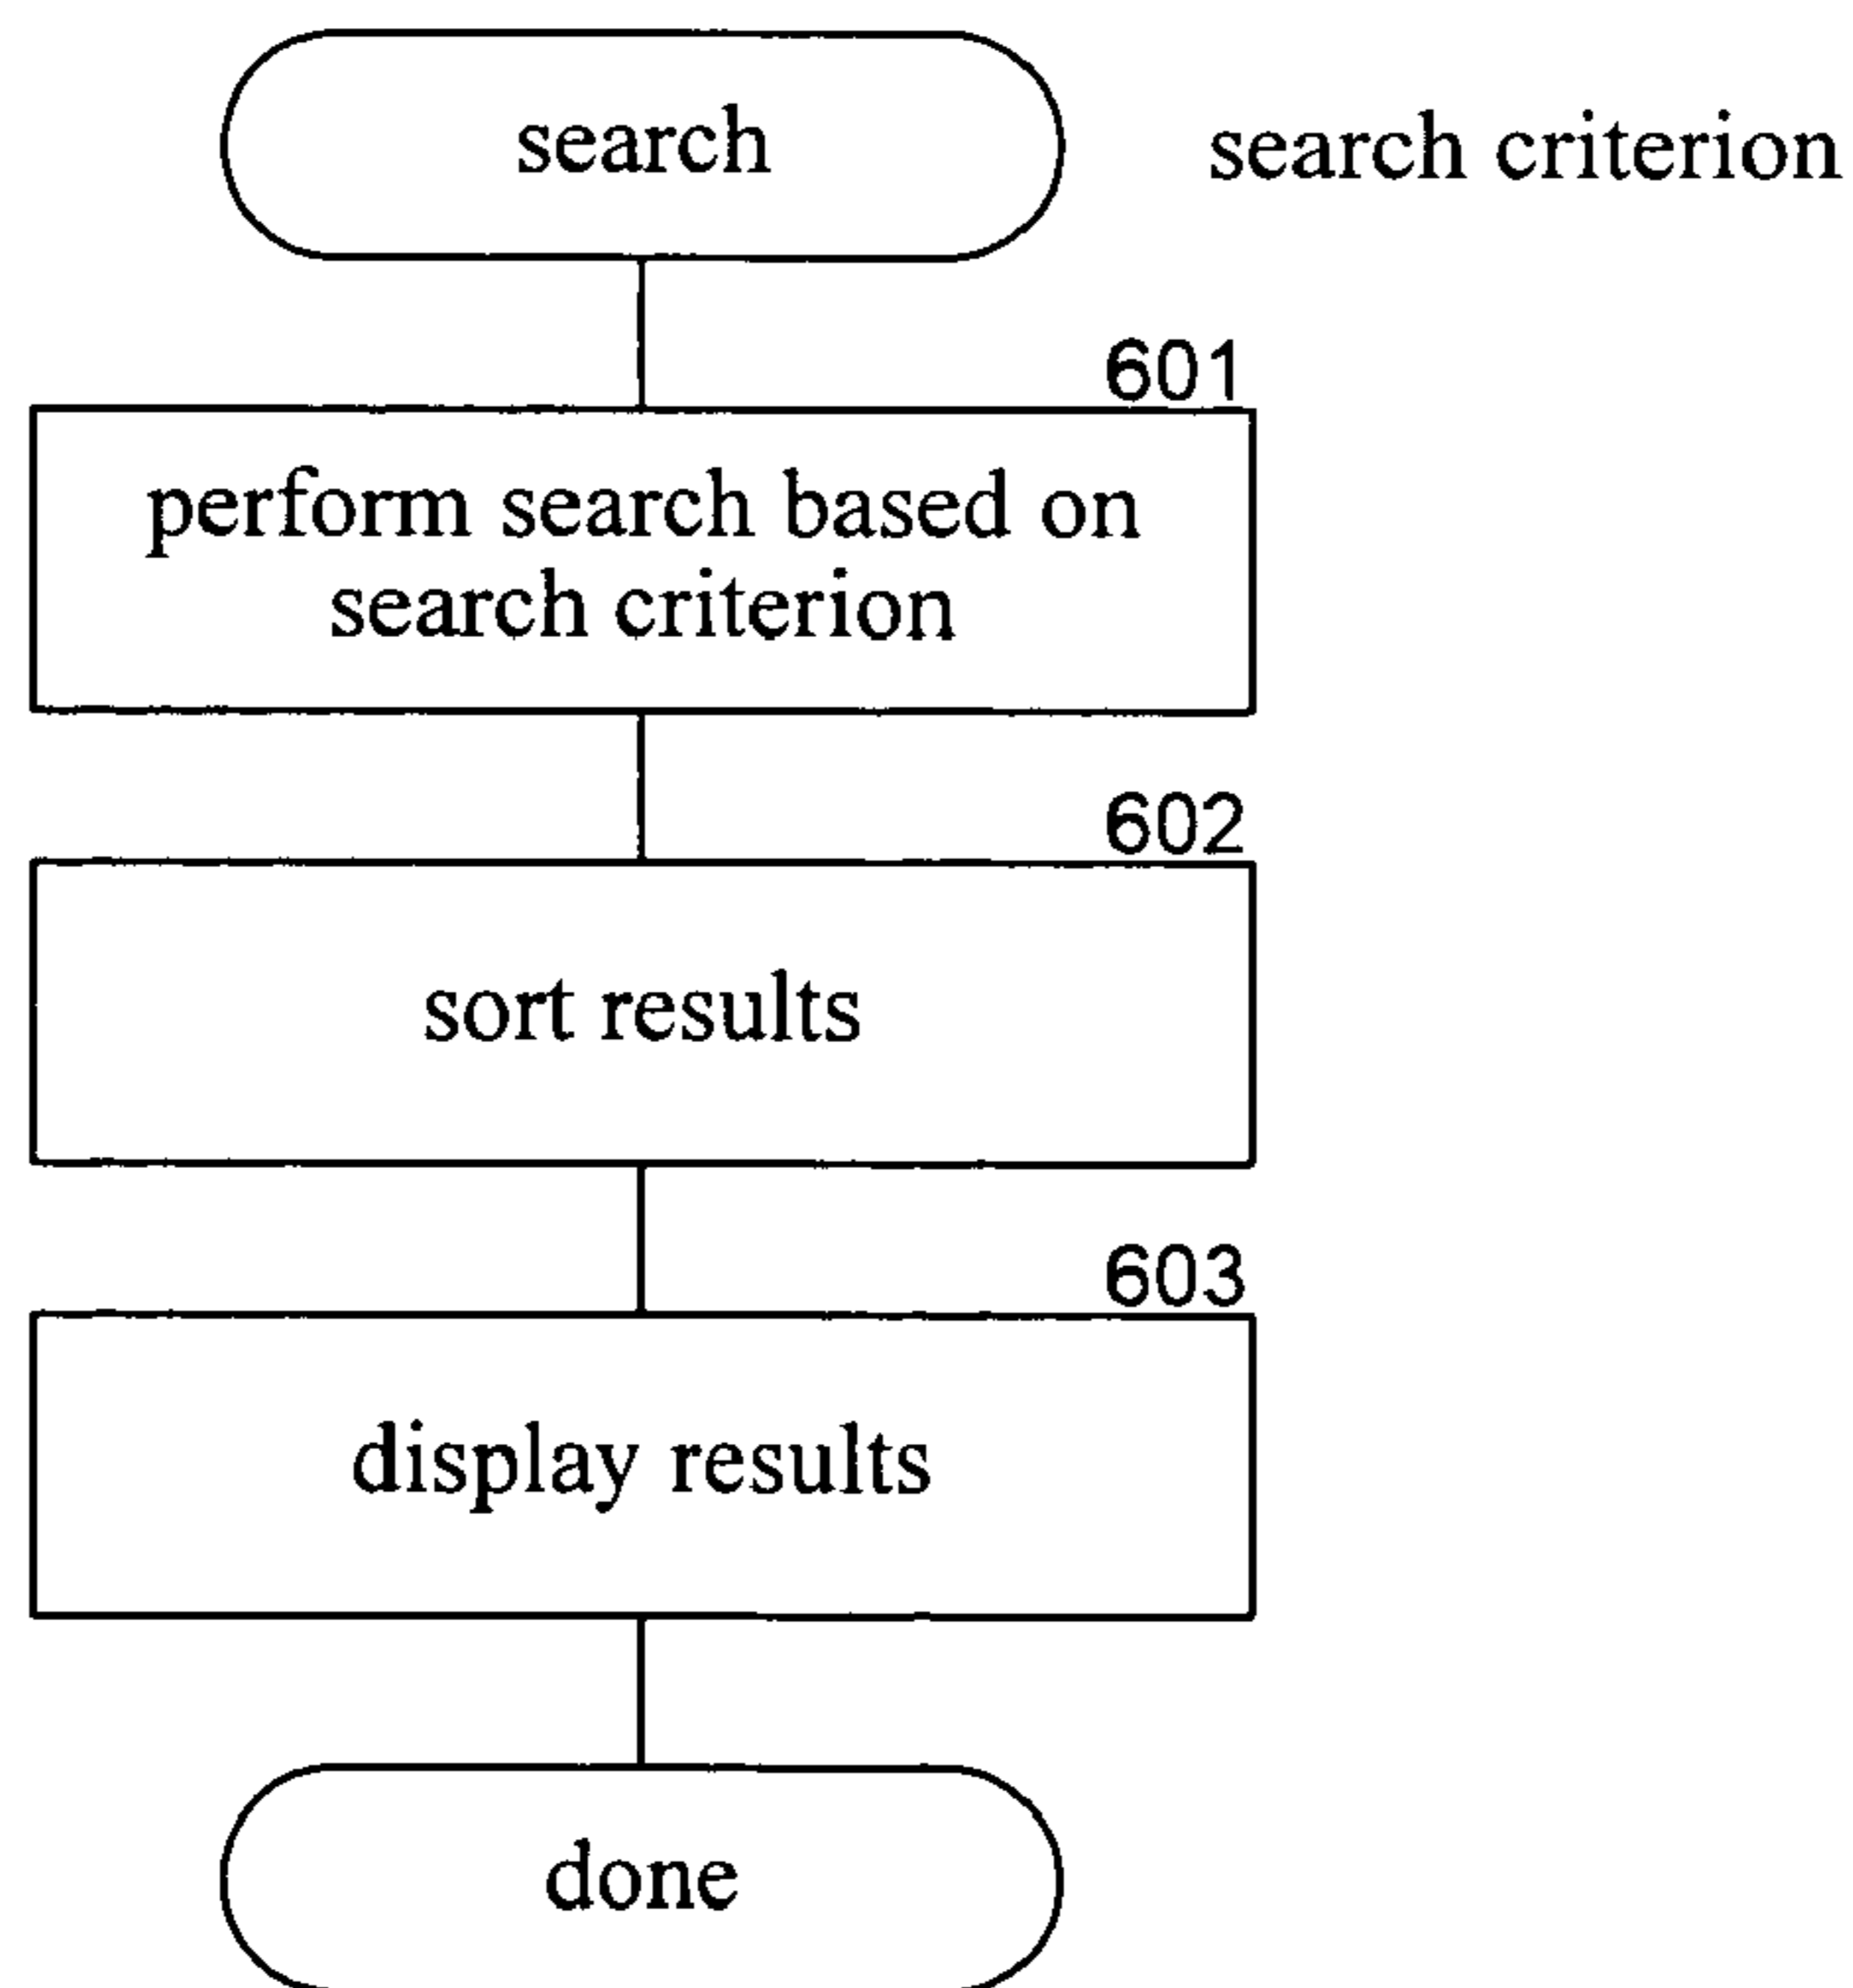 search
search criterion
601
perform search based on
search criterion
602
sort results
603
display results
done